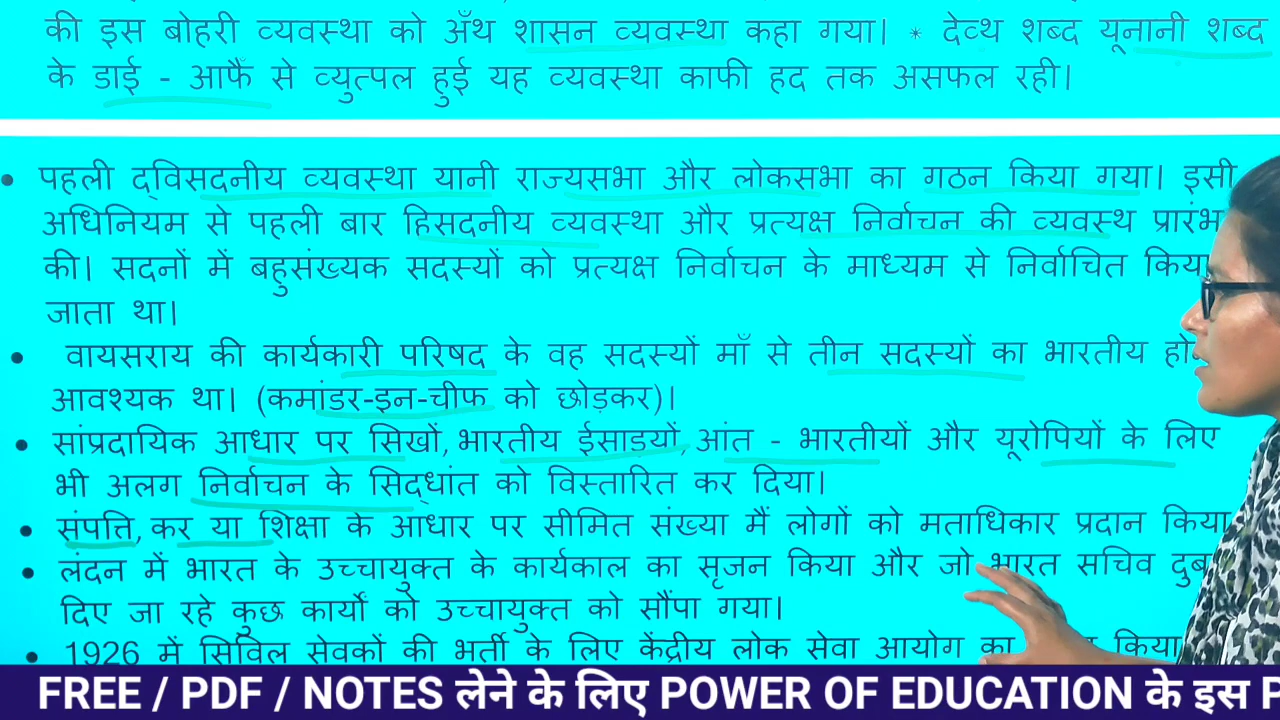 की इस बोहरी व्यवस्था को अँथ शासन व्यवस्था कहा गया। * देव्थ शब्द यूनानी शब्द
के डाई - आफैं से व्युत्पल हुई यह व्यवस्था काफी हद तक असफल रही।
• पहली द्विसदनीय व्यवस्था यानी राज्यसभा और लोकसभा का गठन किया गया। इसी
अधिनियम से पहली बार हिसदनीय व्यवस्था और प्रत्यक्ष निर्वाचन की व्यवस्थ प्रारंभ
की। सदनों में बहुसंख्यक सदस्यों को प्रत्यक्ष निर्वाचन के माध्यम से निर्वाचित
जाता था।
• वायसराय की कार्यकारी परिषद के वह सदस्यों माँ से तीन सदस्यों का भारतीय
आवश्यक था। (कमांडर-इन-चीफ को छोड़कर)।
• सांप्रदायिक आधार पर सिखों, भारतीय ईसाडयों, आंत - भारतीयों और यूरोपियों के लिए
भी अलग निर्वाचन के सिद्धांत को विस्तारित कर दिया।
• संपत्ति, कर या शिक्षा के आधार पर सीमित संख्या मैं लोगों को मताधिकार प्रदान किया
• लंदन में भारत के उच्चायुक्त के कार्यकाल का सृजन किया और जो भारत सचिव
दिए जा रहे कुछ कार्यों को उच्चायुक्त को सौंपा गया।
• 1926 में सिविल सेवकों की भर्ती के लिए केंद्रीय लोक सेवा आयोग का किया
FREE / PDF / NOTES लेने के लिए POWER OF EDUCATION के इस